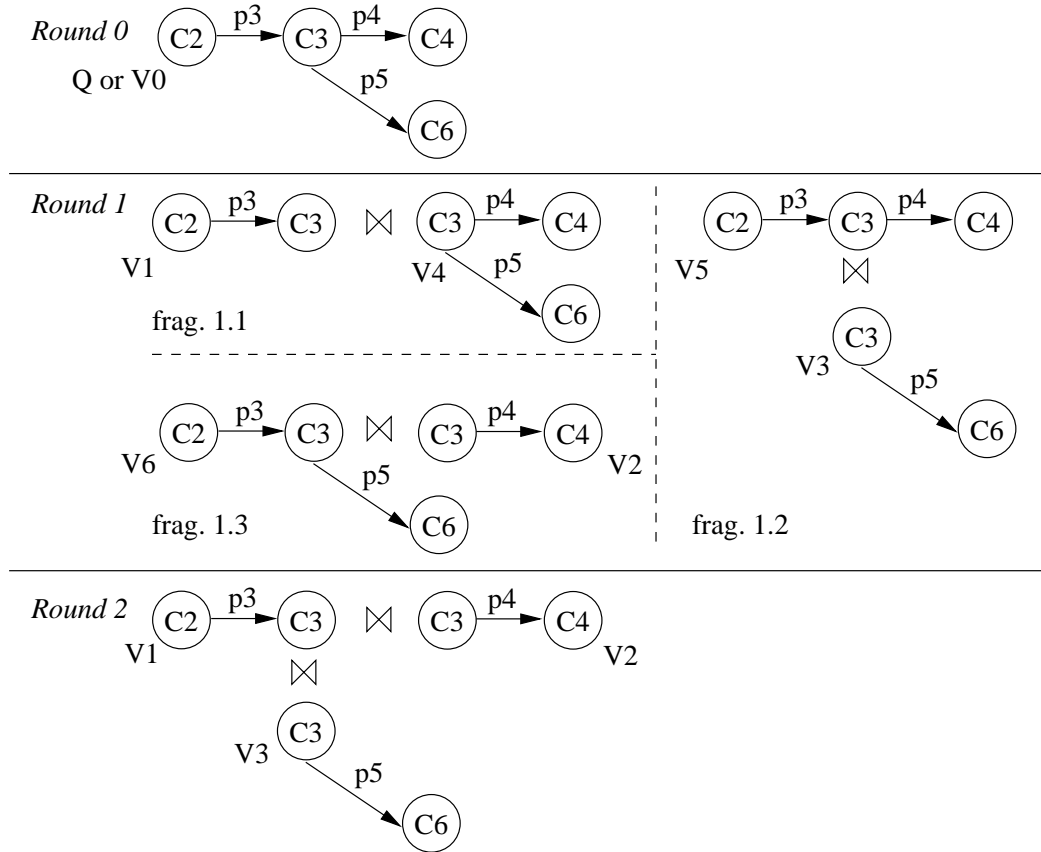 Round 0
C2 p3 C3 p4 C4
Q or V0
p5
C6
Round 1
C2 p3 C3 ⋈ C3 p4 C4
V1 V4
p5
frag. 1.1
C6
C2 p3 C3 p4 C4
V5
⋈
C3
V3
p5
C6
frag. 1.2
C2 p3 C3 ⋈ C3 p4 C4
V6 V2
p5
frag. 1.3
C6
Round 2
C2 p3 C3 ⋈ C3 p4 C4
V1 V2
⋈
C3
V3
p5
C6